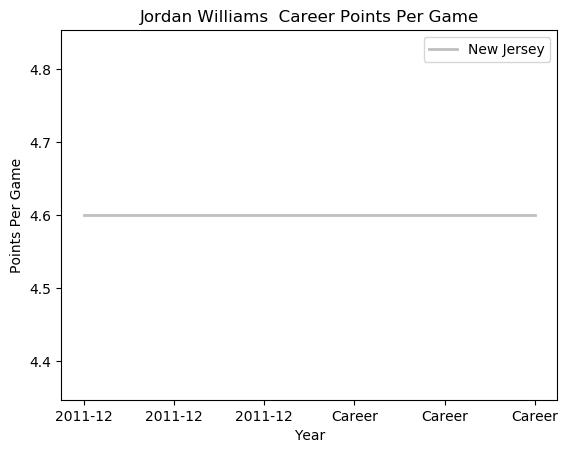 Jordan Williams  Career Points Per Game
New Jersey
Points Per Game
4.8
4.7
4.6
4.5
4.4
2011-12 2011-12 2011-12 Career Career Career
Year